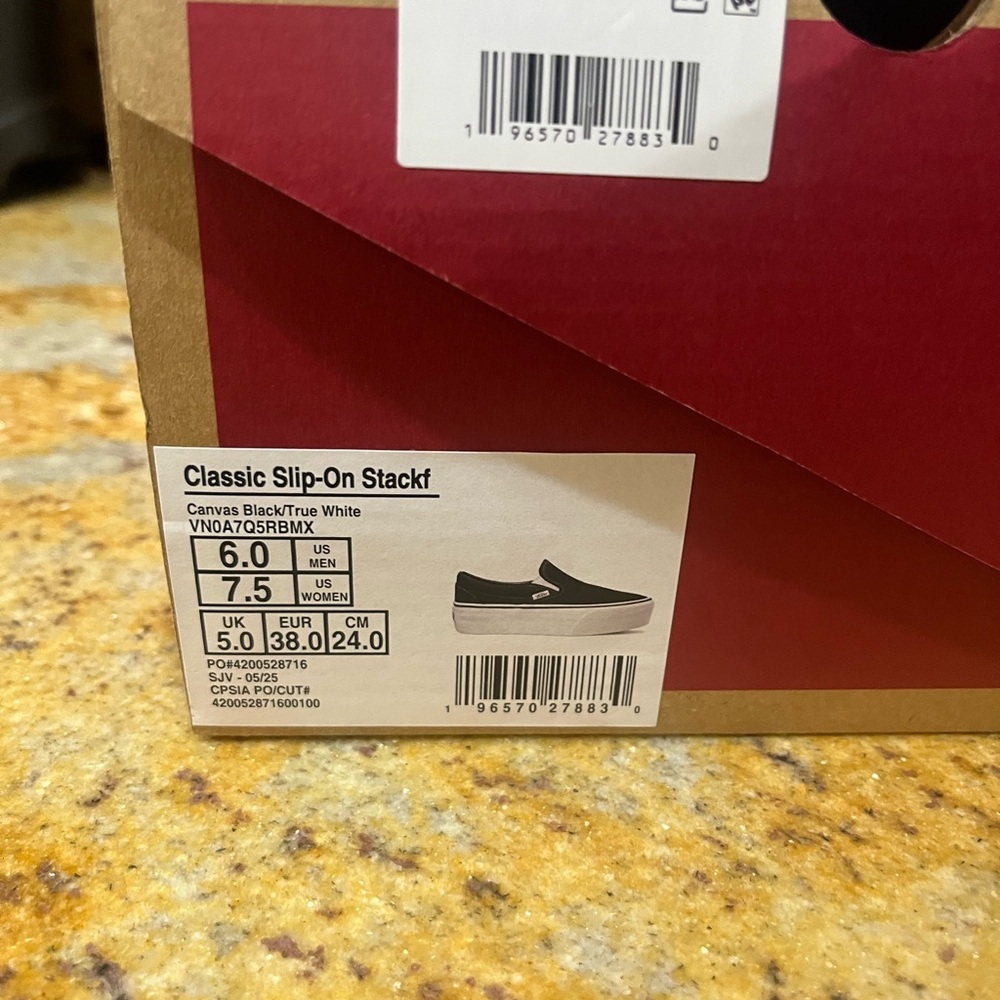 1 96570 27883 0
Classic Slip-On Stackf
Canvas Black/True White
VN0A7Q5RBMX
6.0 US MEN
7.5 US WOMEN
UK EUR CM
5.0 38.0 24.0
PO#4200528716
SJV - 05/25
CPSIA PO/CUT#
420052871600100
1 96570 27883 0